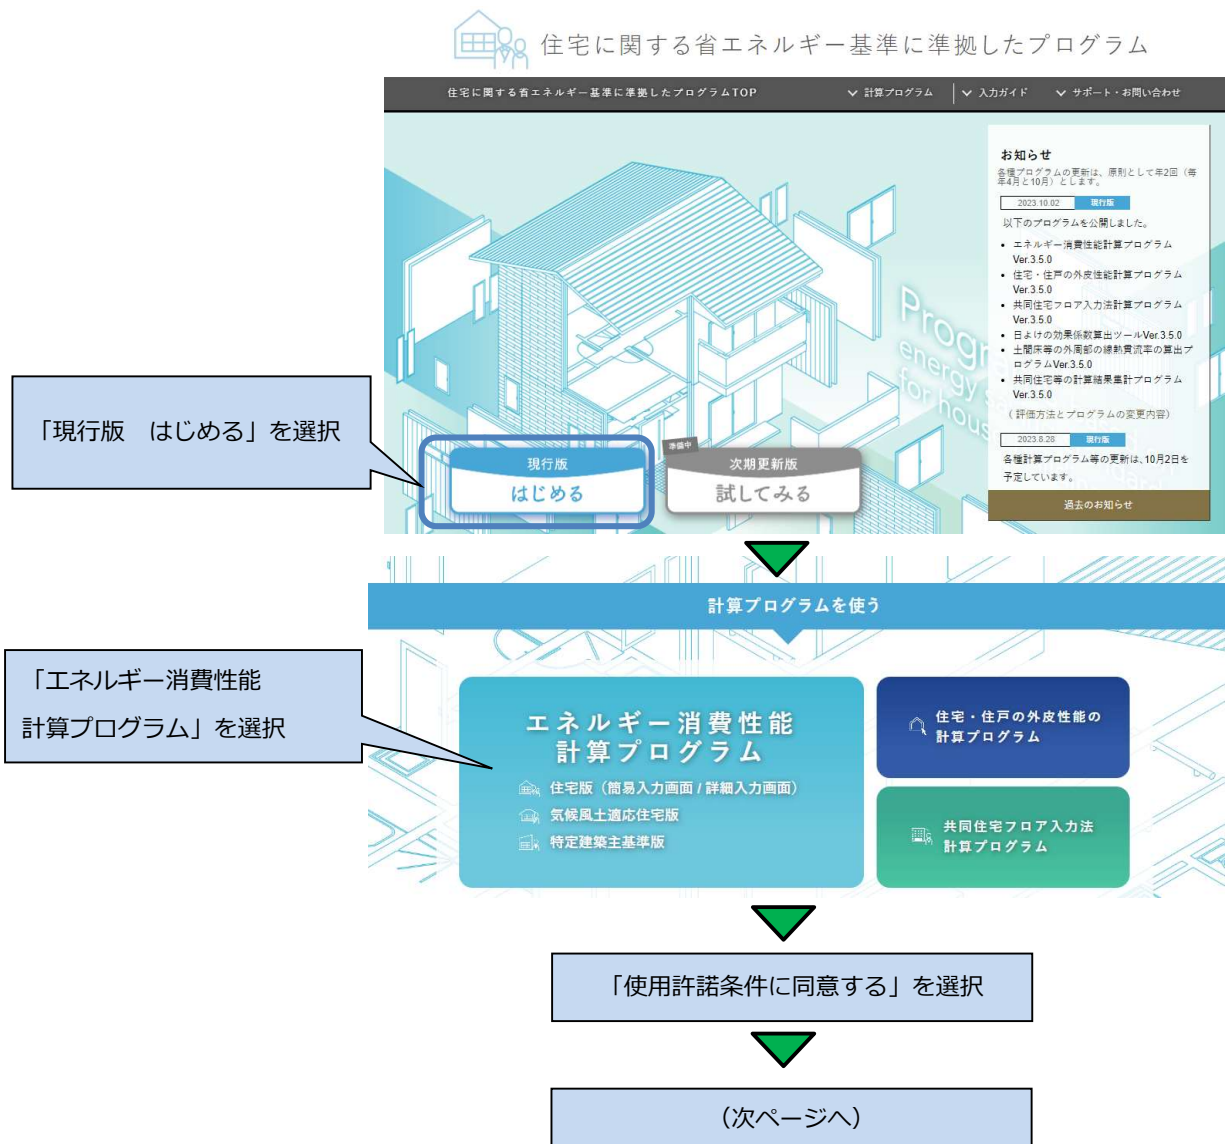 住宅に関する省エネルギー基準に準拠したプログラム
住宅に関する省エネルギー基準に準拠したプログラムTOP
計算プログラム
入力ガイド
サポート・お問い合わせ
お知らせ
各種プログラムの更新は、原則として年2回（毎
年4月と10月）とします。
2023.10.02 現行版
以下のプログラムを公開しました。
• エネルギー消費性能計算プログラム
Ver.3.5.0
• 住宅・住戸の外皮性能計算プログラム
Ver.3.5.0
• 共同住宅フロア入力法計算プログラム
Ver.3.5.0
• 日よけの効果係数算出ツールVer.3.5.0
• 土間床等の外周部の線熱貫流率の算出プ
ログラムVer.3.5.0
• 共同住宅等の計算結果集計プログラム
Ver.3.5.0
（評価方法とプログラムの変更内容）
2023.8.28 現行版
各種計算プログラム等の更新は、10月2日を
予定しています。
過去のお知らせ
「現行版　はじめる」を選択
現行版
はじめる
準備中
次期更新版
試してみる
計算プログラムを使う
「エネルギー消費性能
計算プログラム」を選択
エネルギー消費性能
計算プログラム
住宅版（簡易入力画面 / 詳細入力画面）
気候風土適応住宅版
特定建築主基準版
住宅・住戸の外皮性能の
計算プログラム
共同住宅フロア入力法
計算プログラム
「使用許諾条件に同意する」を選択
（次ページへ）